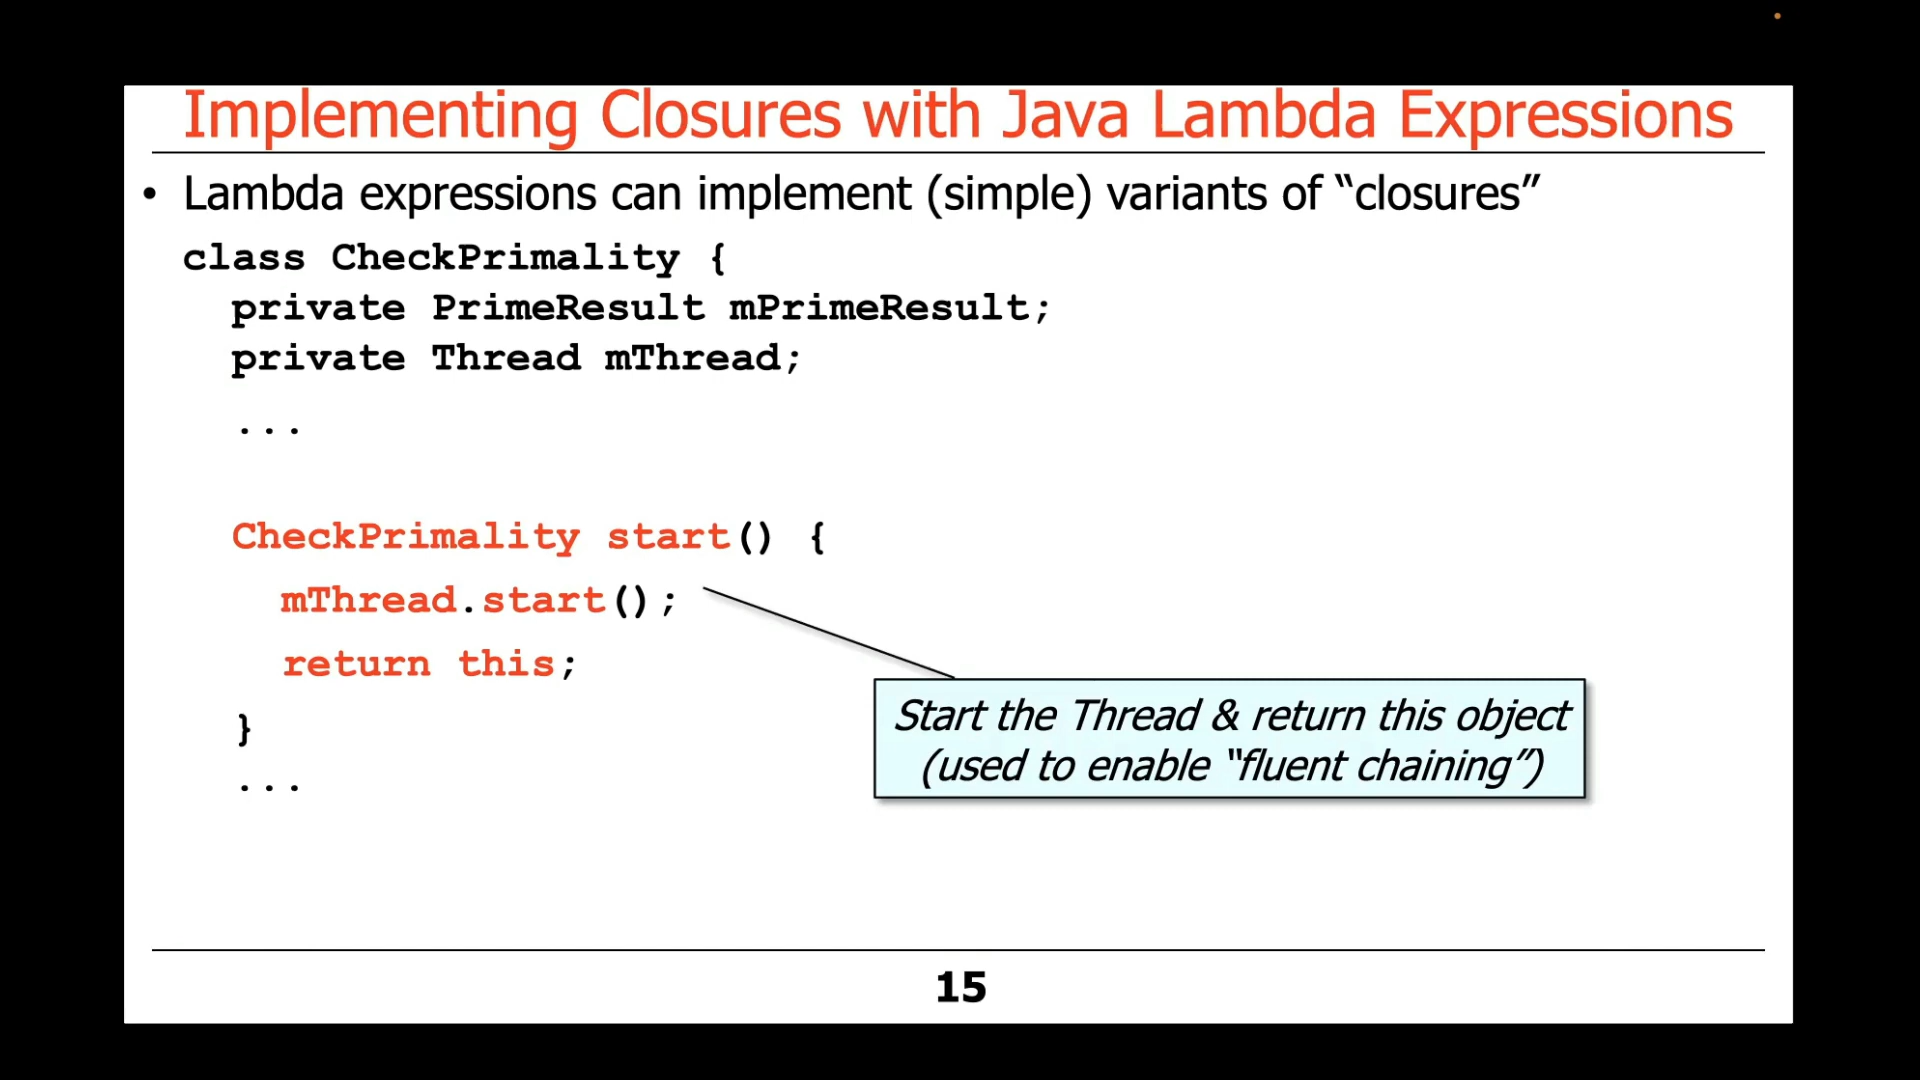 Implementing Closures with Java Lambda Expressions
• Lambda expressions can implement (simple) variants of “closures”
class CheckPrimality {
private PrimeResult mPrimeResult;
private Thread mThread;
...
CheckPrimality start() {
mThread.start();
return this;
}
...
Start the Thread & return this object
(used to enable “fluent chaining”)
15